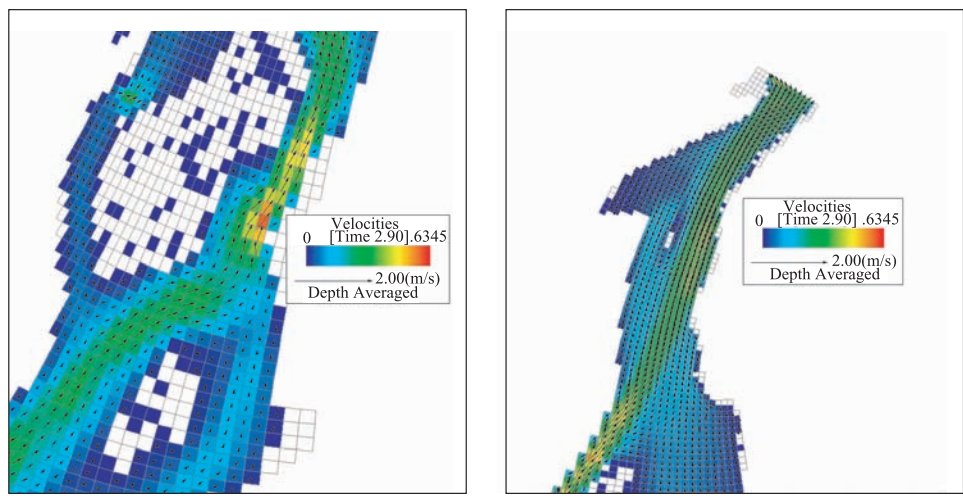 Velocities
0 [Time 2.90] .6345
2.00(m/s)
Depth Averaged
Velocities
0 [Time 2.90] .6345
2.00(m/s)
Depth Averaged